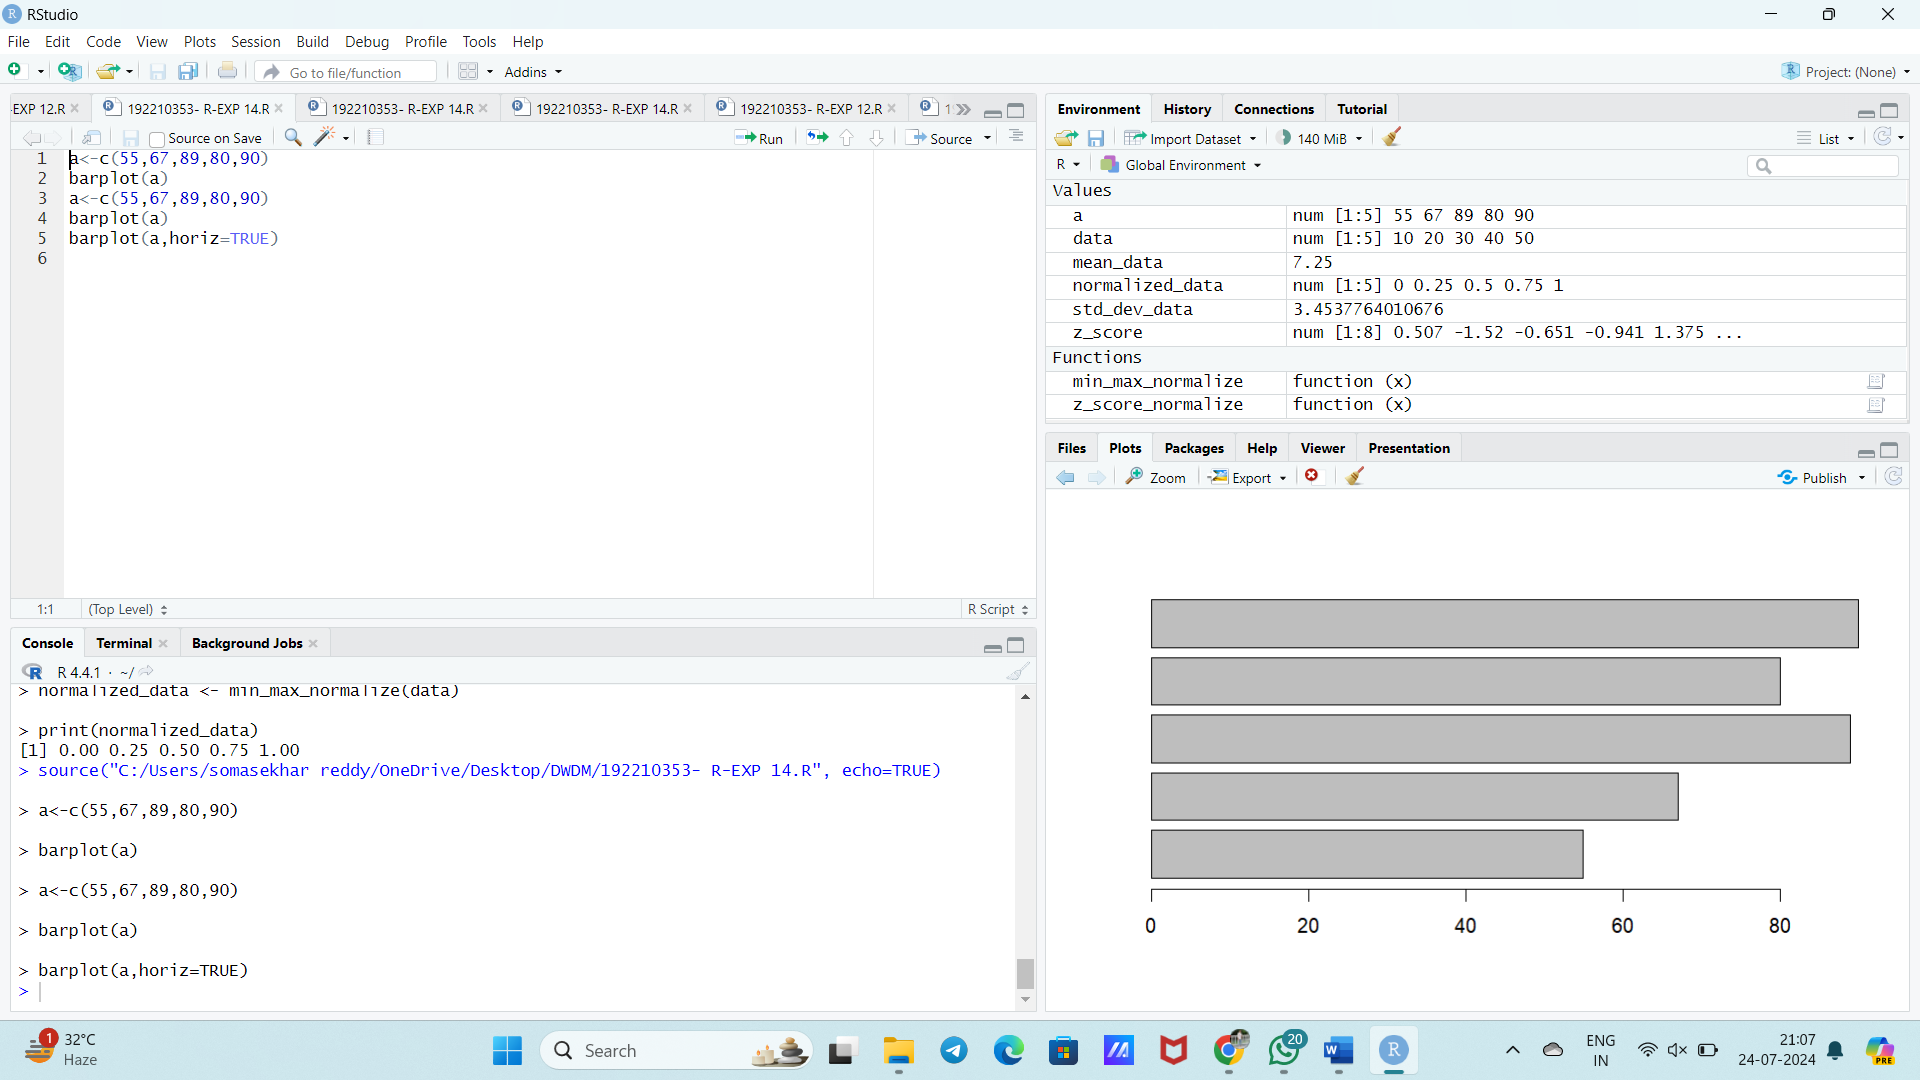 RStudio
File Edit Code View Plots Session Build Debug Profile Tools Help
Go to file/function Addins Project: (None)
-EXP 12.R 192210353- R-EXP 14.R 192210353- R-EXP 14.R 192210353- R-EXP 14.R 192210353- R-EXP 12.R 1
Source on Save Run Source
1 a<-c(55,67,89,80,90)
2 barplot(a)
3 a<-c(55,67,89,80,90)
4 barplot(a)
5 barplot(a,horiz=TRUE)
6
1:1 (Top Level) R Script
Console Terminal Background Jobs
R 4.4.1 · ~/
> normalized_data <- min_max_normalize(data)
> print(normalized_data)
[1] 0.00 0.25 0.50 0.75 1.00
> source("C:/Users/somasekhar reddy/OneDrive/Desktop/DWDM/192210353- R-EXP 14.R", echo=TRUE)
> a<-c(55,67,89,80,90)
> barplot(a)
> a<-c(55,67,89,80,90)
> barplot(a)
> barplot(a,horiz=TRUE)
>
Environment History Connections Tutorial
Import Dataset 140 MiB List
R Global Environment
Values
a num [1:5] 55 67 89 80 90
data num [1:5] 10 20 30 40 50
mean_data 7.25
normalized_data num [1:5] 0 0.25 0.5 0.75 1
std_dev_data 3.4537764010676
z_score num [1:8] 0.507 -1.52 -0.651 -0.941 1.375 ...
Functions
min_max_normalize function (x)
z_score_normalize function (x)
Files Plots Packages Help Viewer Presentation
Zoom Export Publish
0 20 40 60 80
1 32°C
Haze
Search
20
PRE
ENG
IN
21:07
24-07-2024